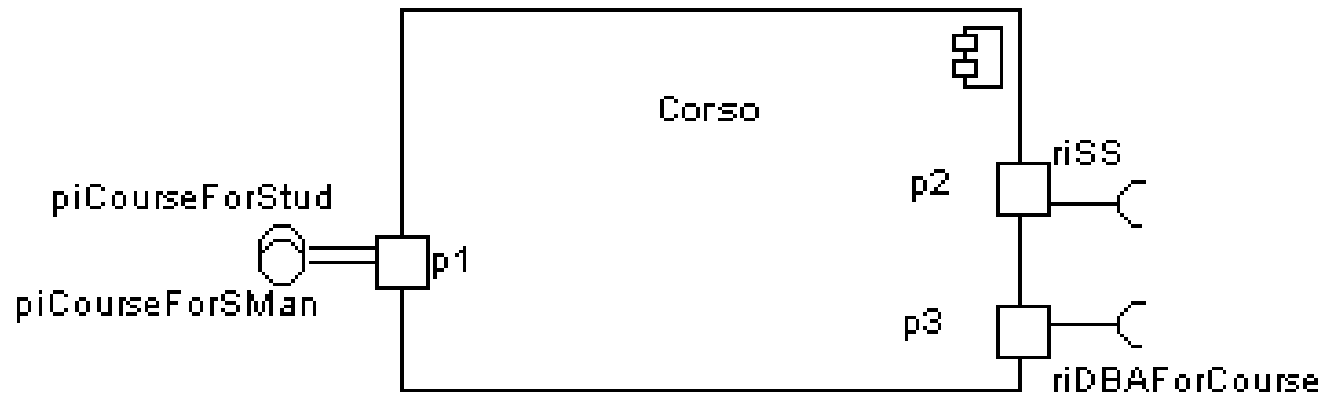 Corso
riSS
p2
piCourseForStud
p1
piCourseForSMan
p3
riDBAForCourse